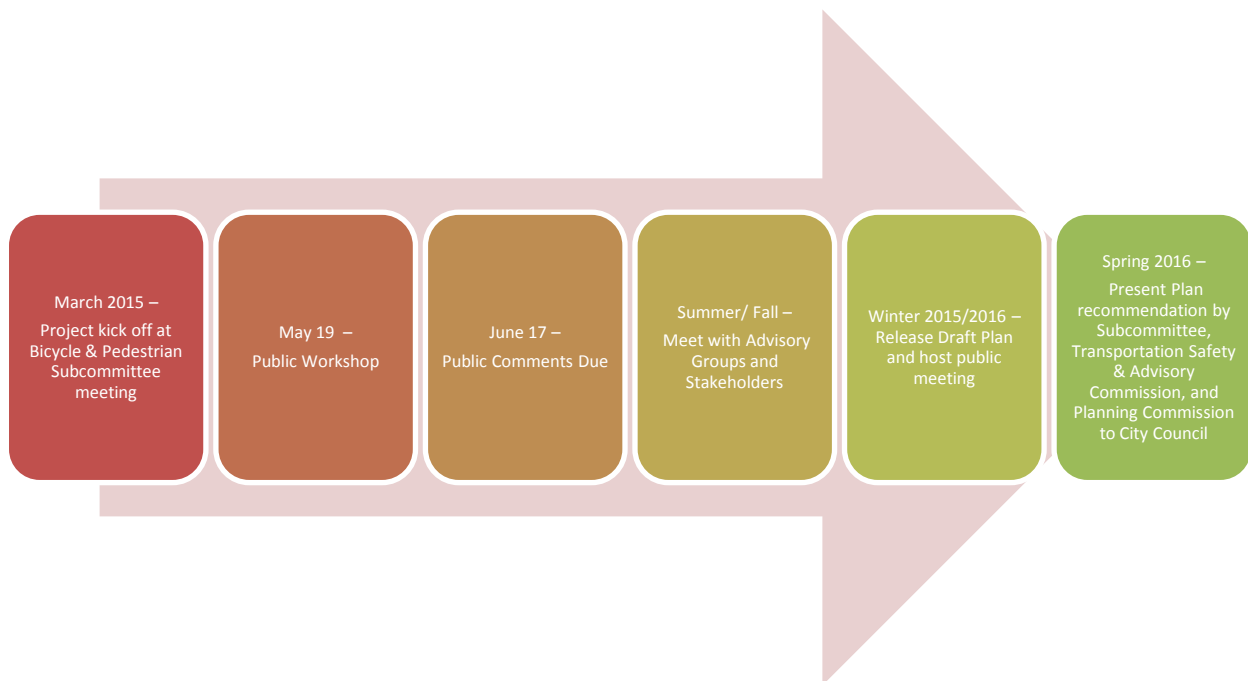 March 2015 –
Project kick off at
Bicycle & Pedestrian
Subcommittee
meeting
May 19  –
Public Workshop
June 17 –
Public Comments Due
Summer/ Fall –
Meet with Advisory
Groups and
Stakeholders
Winter 2015/2016 –
Release Draft Plan
and host public
meeting
Spring 2016 –
Present Plan
recommendation by
Subcommittee,
Transportation Safety
& Advisory
Commission, and
Planning Commission
to City Council